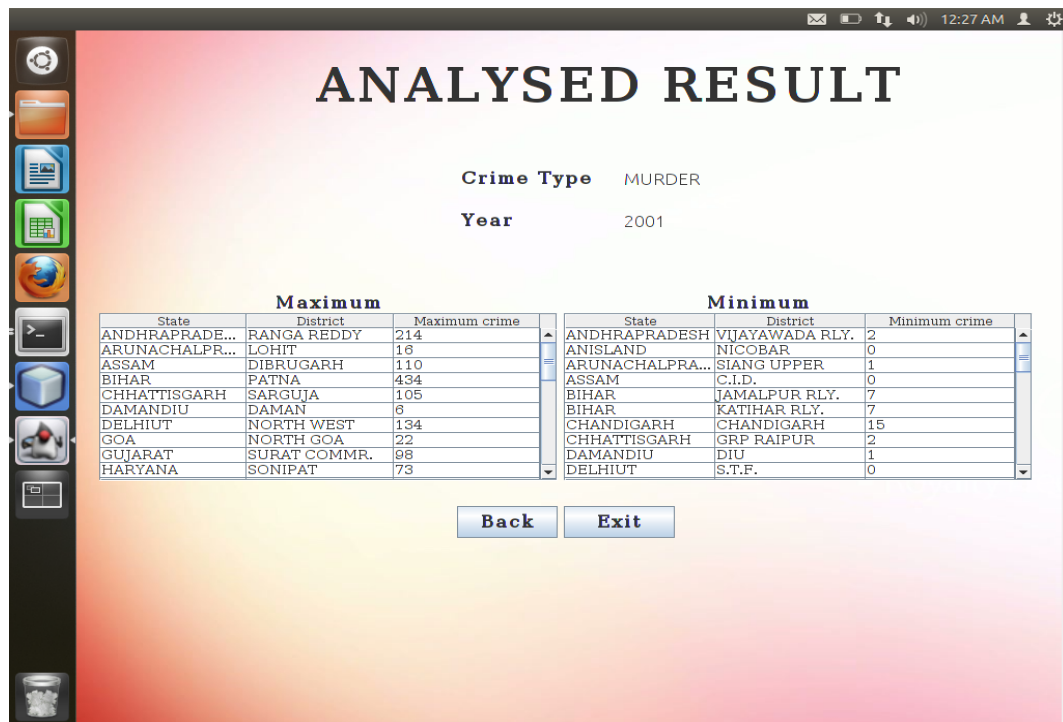 12:27 AM
ANALYSED RESULT
Crime Type MURDER
Year 2001
Maximum
State District Maximum crime
ANDHRAPRADE... RANGA REDDY 214
ARUNACHALPR... LOHIT 16
ASSAM DIBRUGARH 110
BIHAR PATNA 434
CHHATTISGARH SARGUJA 105
DAMANDIU DAMAN 6
DELHIUT NORTH WEST 134
GOA NORTH GOA 22
GUJARAT SURAT COMMR. 98
HARYANA SONIPAT 73
Minimum
State District Minimum crime
ANDHRAPRADESH VIJAYAWADA RLY. 2
ANISLAND NICOBAR 0
ARUNACHALPRA... SIANG UPPER 1
ASSAM C.I.D. 0
BIHAR JAMALPUR RLY. 7
BIHAR KATIHAR RLY. 7
CHANDIGARH CHANDIGARH 15
CHHATTISGARH GRP RAIPUR 2
DAMANDIU DIU 1
DELHIUT S.T.F. 0
Back Exit